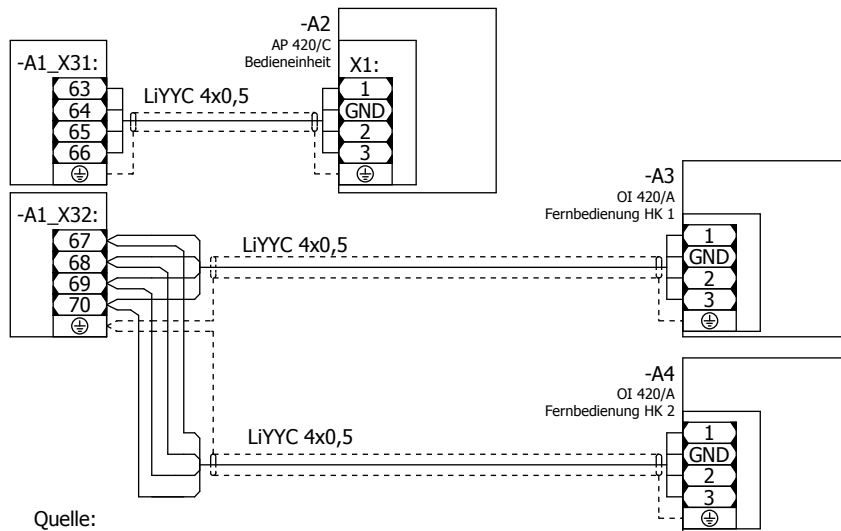 -A1_X31:
63
64
65
66
LiYYC 4x0,5
-A2
AP 420/C
Bedieneinheit
X1:
1
GND
2
3
-A1_X32:
67
68
69
70
LiYYC 4x0,5
-A3
OI 420/A
Fernbedienung HK 1
1
GND
2
3
LiYYC 4x0,5
-A4
OI 420/A
Fernbedienung HK 2
1
GND
2
3
Quelle: